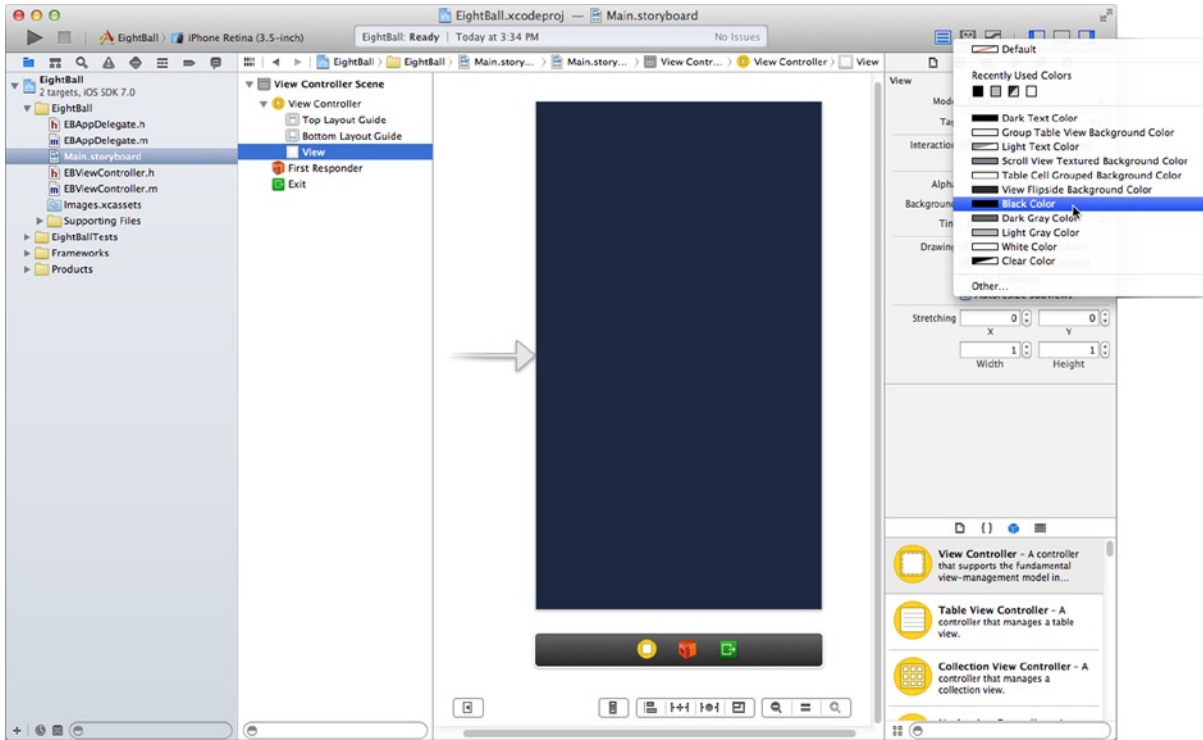 EightBall.xcodeproj — Main.storyboard
EightBall
iPhone Retina (3.5-inch)
EightBall: Ready | Today at 3:34 PM
No Issues
EightBall
EightBall
Main.story...
Main.story...
View Contr...
View Controller
View
EightBall
2 targets, iOS SDK 7.0
EightBall
EBAppDelegate.h
EBAppDelegate.m
Main.storyboard
EBViewController.h
EBViewController.m
Images.xcassets
Supporting Files
EightBallTests
Frameworks
Products
View Controller Scene
View Controller
Top Layout Guide
Bottom Layout Guide
View
First Responder
Exit
View
Interaction
Background
Drawing
Default
Recently Used Colors
Dark Text Color
Group Table View Background Color
Light Text Color
Scroll View Textured Background Color
Table Cell Grouped Background Color
View Flipside Background Color
Black Color
Dark Gray Color
Light Gray Color
White Color
Clear Color
Other...
Autoresize Subviews
Stretching
0
0
X
Y
1
1
Width
Height
View Controller – A controller
that supports the fundamental
view-management model in...
Table View Controller – A
controller that manages a table
view.
Collection View Controller – A
controller that manages a
collection view.